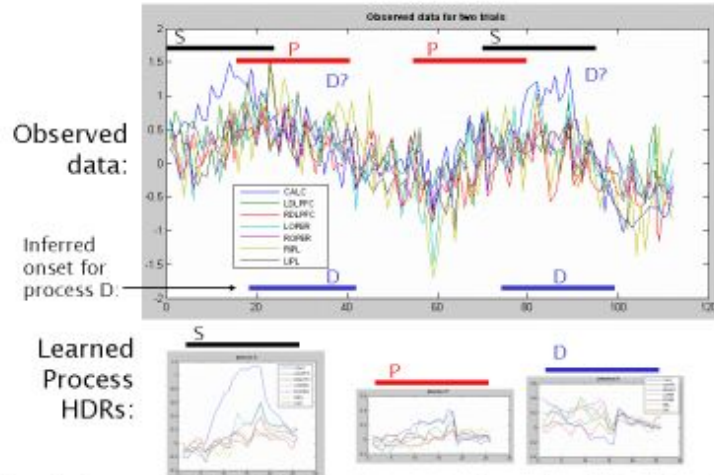 Observed data for two trials
S
P
P
S
D?
D?
Observed
data:
2
1.5
1
0.5
0
-0.5
-1
-1.5
-2
CALC
LDLPFC
RDLPFC
LOPER
ROPER
RIPL
LIPL
Inferred
onset for
process D:
D
D
0
20
40
60
80
100
120
Learned
Process
HDRs:
S
P
D